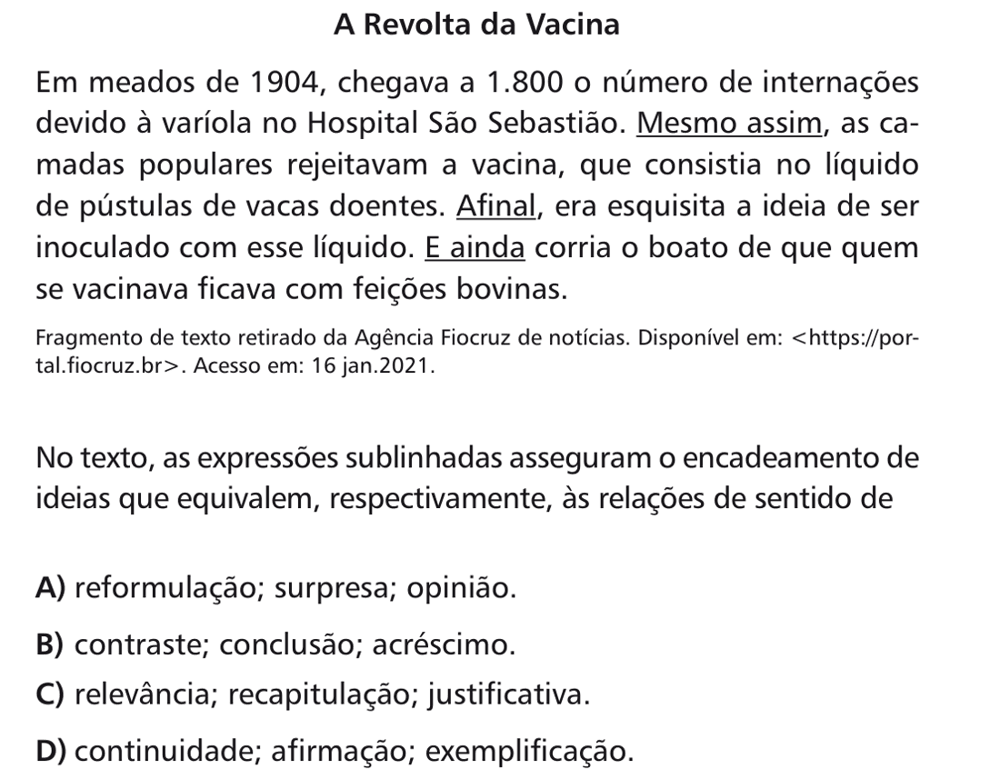 A Revolta da Vacina
Em meados de 1904, chegava a 1.800 o número de internações
devido à varíola no Hospital São Sebastião. Mesmo assim, as ca-
madas populares rejeitavam a vacina, que consistia no líquido
de pústulas de vacas doentes. Afinal, era esquisita a ideia de ser
inoculado com esse líquido. E ainda corria o boato de que quem
se vacinava ficava com feições bovinas.
Fragmento de texto retirado da Agência Fiocruz de notícias. Disponível em: <https://por-
tal.fiocruz.br>. Acesso em: 16 jan.2021.
No texto, as expressões sublinhadas asseguram o encadeamento de
ideias que equivalem, respectivamente, às relações de sentido de
A) reformulação; surpresa; opinião.
B) contraste; conclusão; acréscimo.
C) relevância; recapitulação; justificativa.
D) continuidade; afirmação; exemplificação.